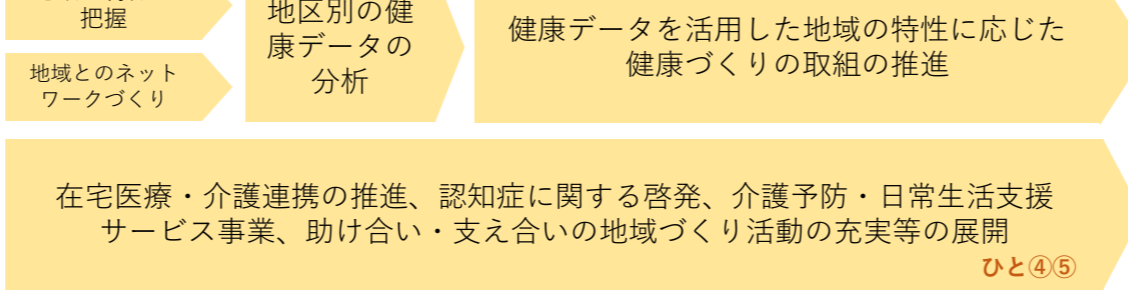 把握
地域とのネット
ワークづくり
地区別の健
康データの
分析
健康データを活用した地域の特性に応じた
健康づくりの取組の推進
在宅医療・介護連携の推進、認知症に関する啓発、介護予防・日常生活支援
サービス事業、助け合い・支え合いの地域づくり活動の充実等の展開
ひと④⑤